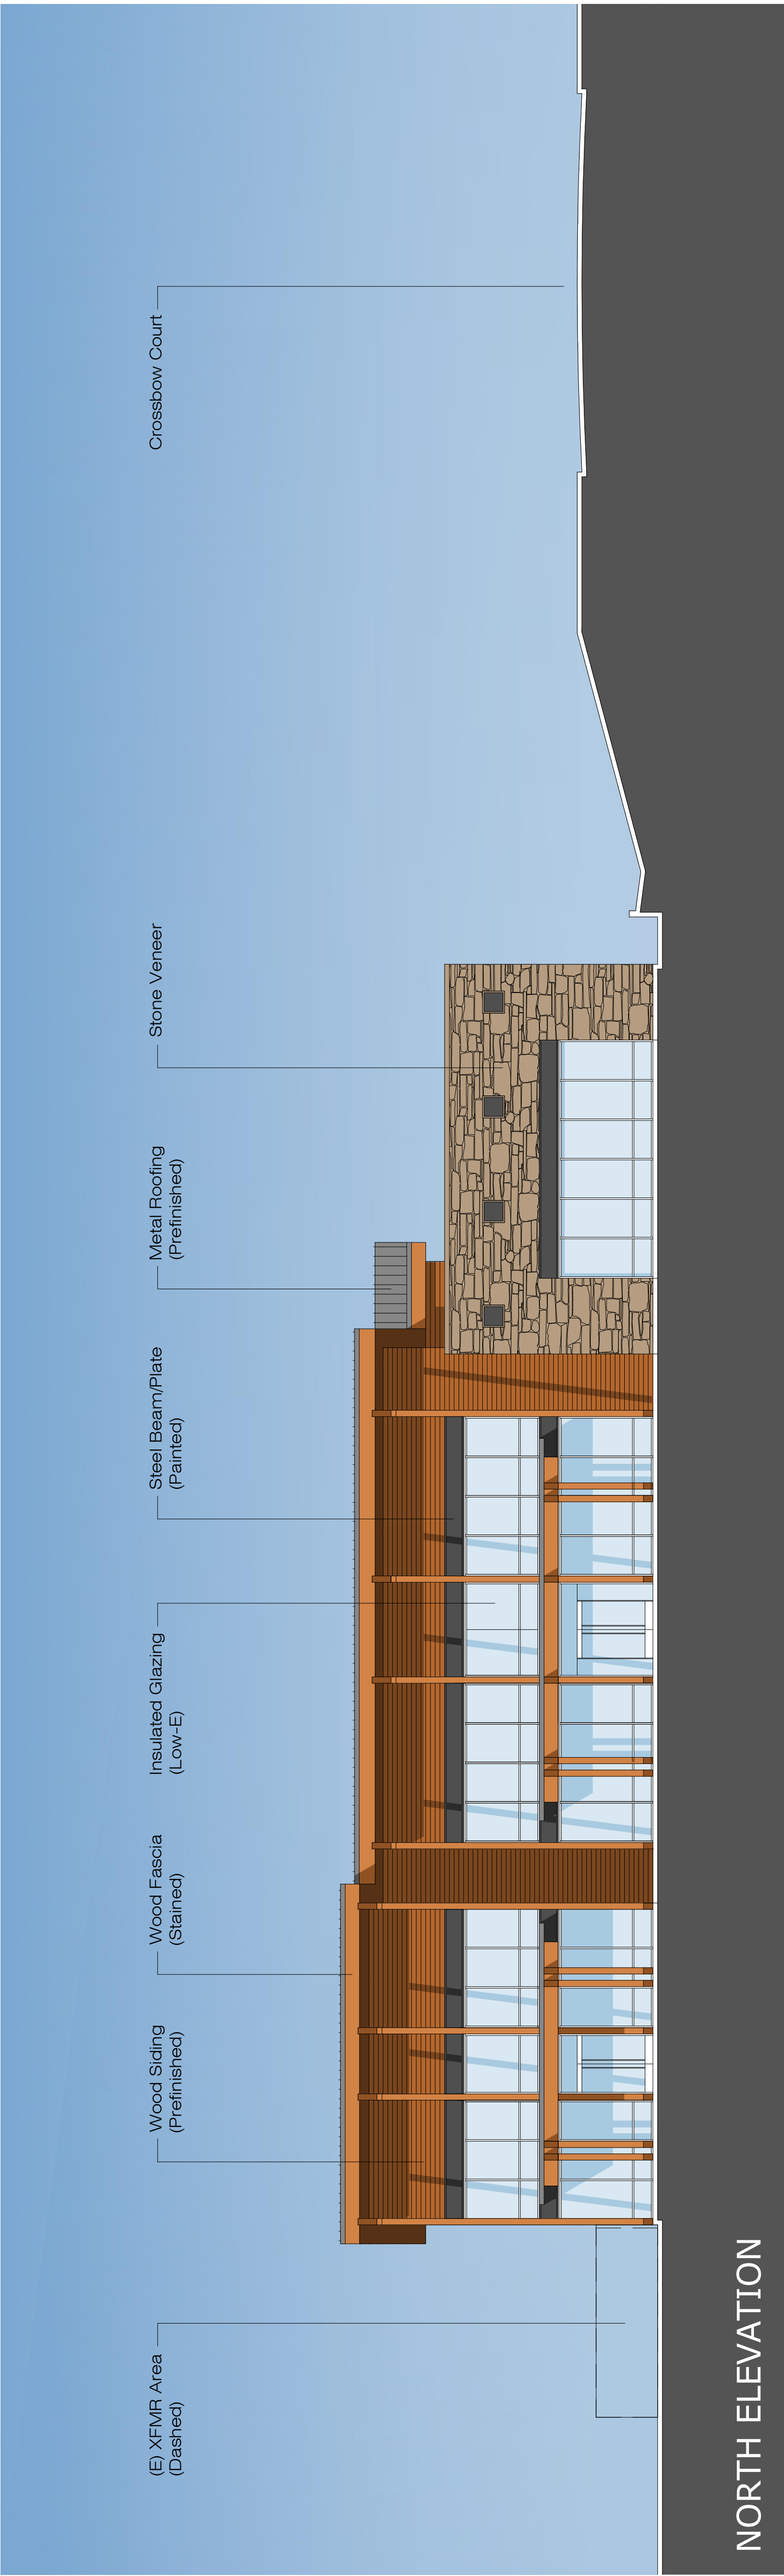 (E) XFMR Area
(Dashed)
Wood Siding
(Prefinished)
Wood Fascia
(Stained)
Insulated Glazing
(Low-E)
Steel Beam/Plate
(Painted)
Metal Roofing
(Prefinished)
Stone Veneer
Crossbow Court
NORTH ELEVATION